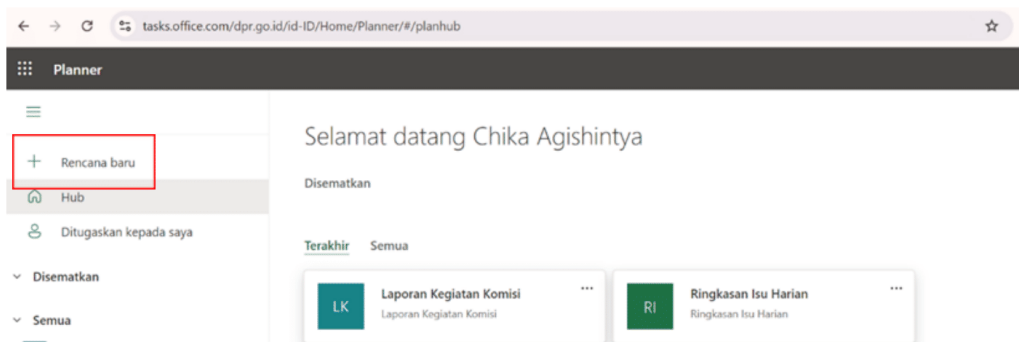 tasks.office.com/dpr.go.id/id-ID/Home/Planner/#/planhub
Planner
Rencana baru
Hub
Ditugaskan kepada saya
Disematkan
Semua
Selamat datang Chika Agishintya
Disematkan
Terakhir Semua
LK
Laporan Kegiatan Komisi
Laporan Kegiatan Komisi
RI
Ringkasan Isu Harian
Ringkasan Isu Harian